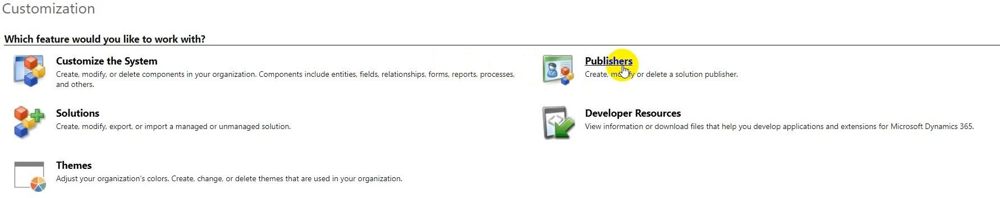 Customization
Which feature would you like to work with?
Customize the System
Create, modify, or delete components in your organization. Components include entities, fields, relationships, forms, reports, processes,
and others.
Publishers
Create, modify or delete a solution publisher.
Solutions
Create, modify, export, or import a managed or unmanaged solution.
Developer Resources
View information or download files that help you develop applications and extensions for Microsoft Dynamics 365.
Themes
Adjust your organization's colors. Create, change, or delete themes that are used in your organization.